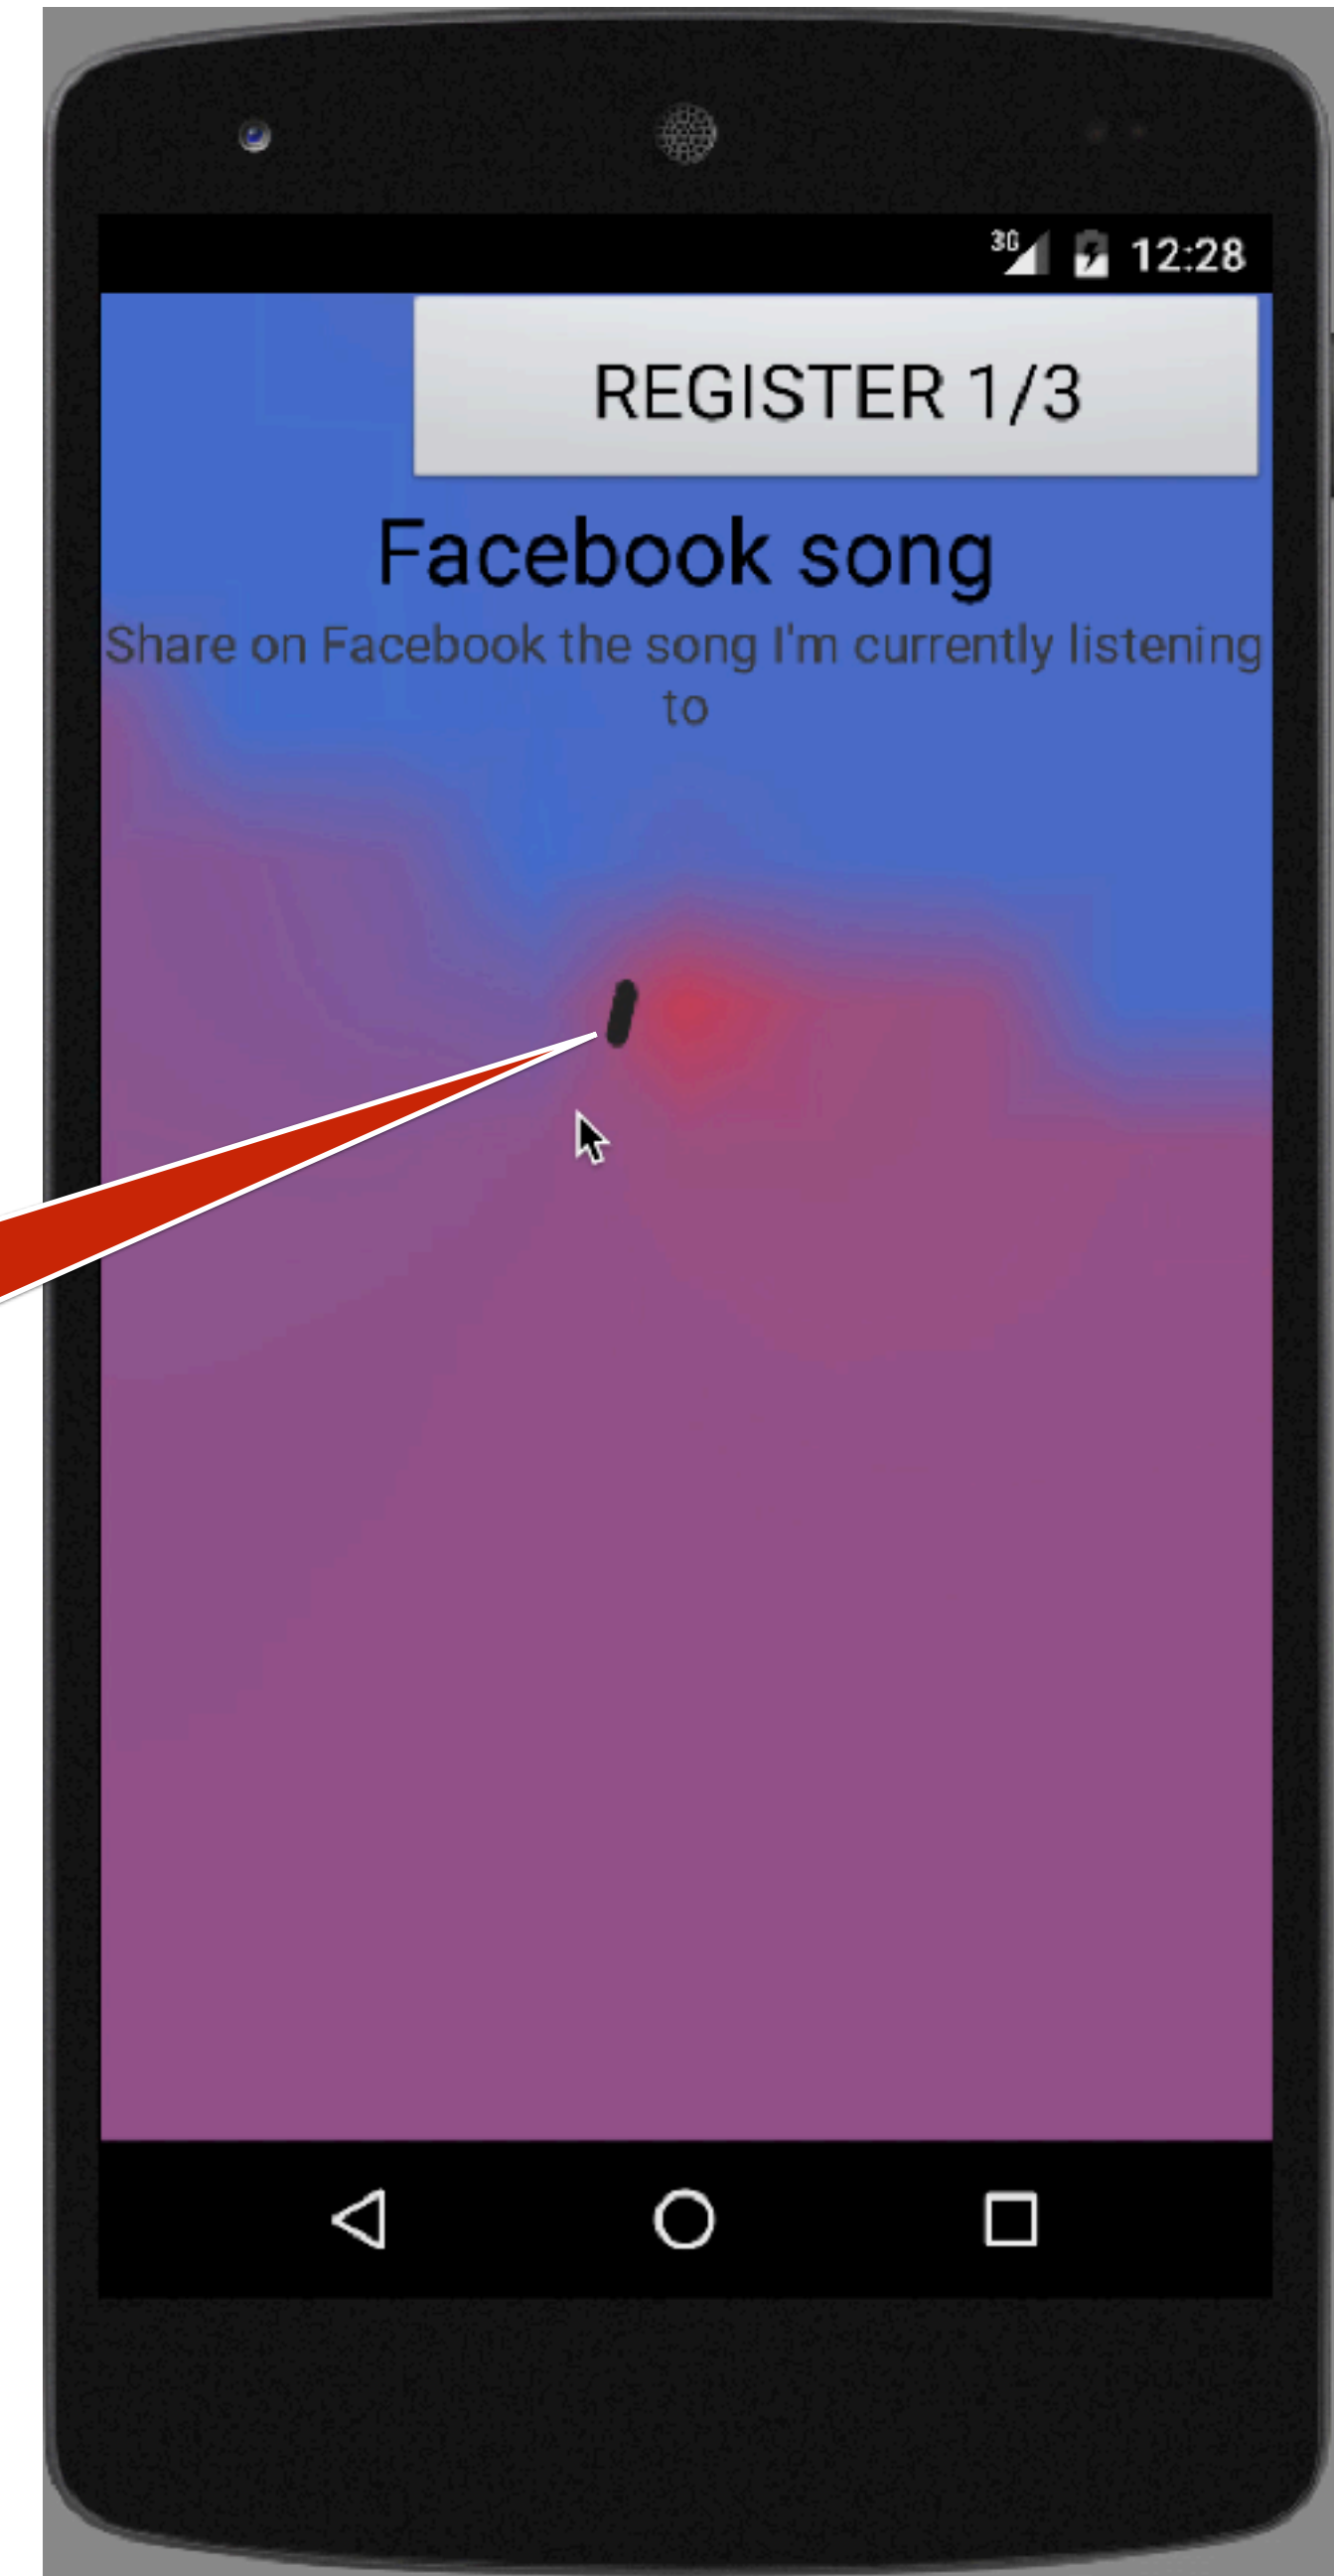 3G 12:28
REGISTER 1/3
Facebook song
Share on Facebook the song I'm currently listening
to